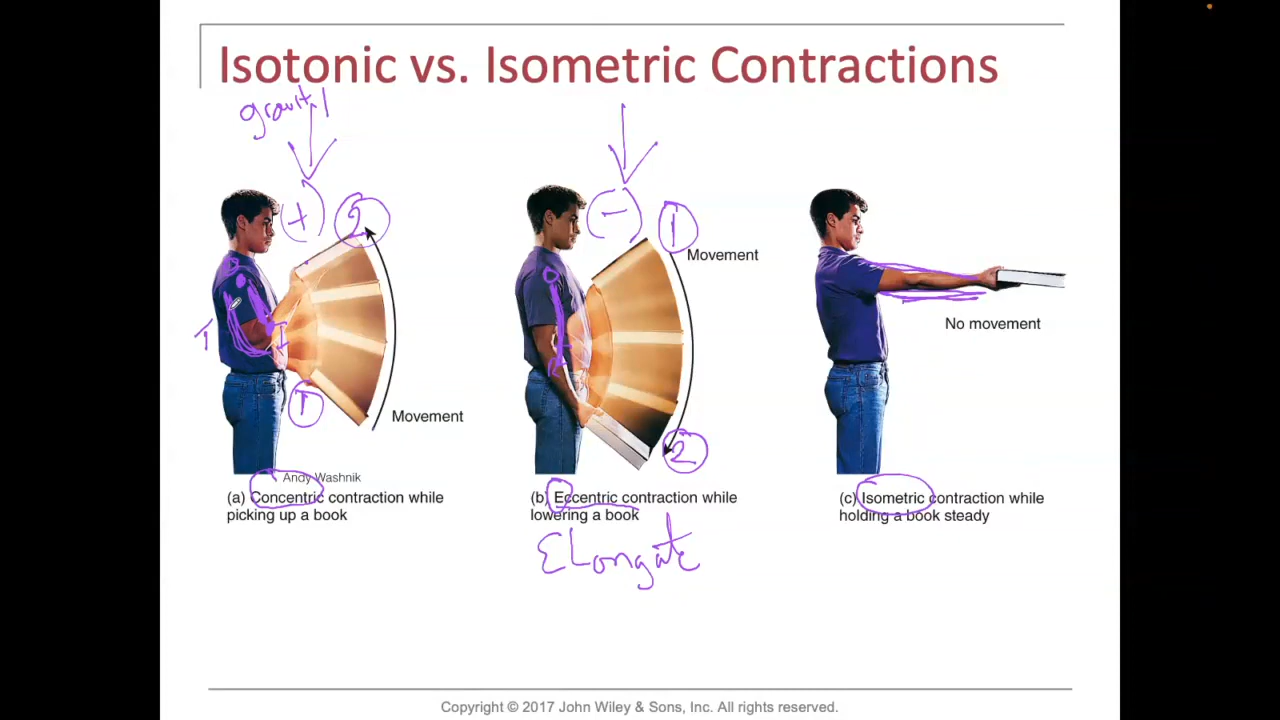 Isotonic vs. Isometric Contractions
gravity
(+)
2
(-)
1
Movement
No movement
T
I
1
Movement
2
Andy Washnik
(a) Concentric contraction while
picking up a book
(b) Eccentric contraction while
lowering a book
(c) Isometric contraction while
holding a book steady
ELongate
Copyright © 2017 John Wiley & Sons, Inc. All rights reserved.